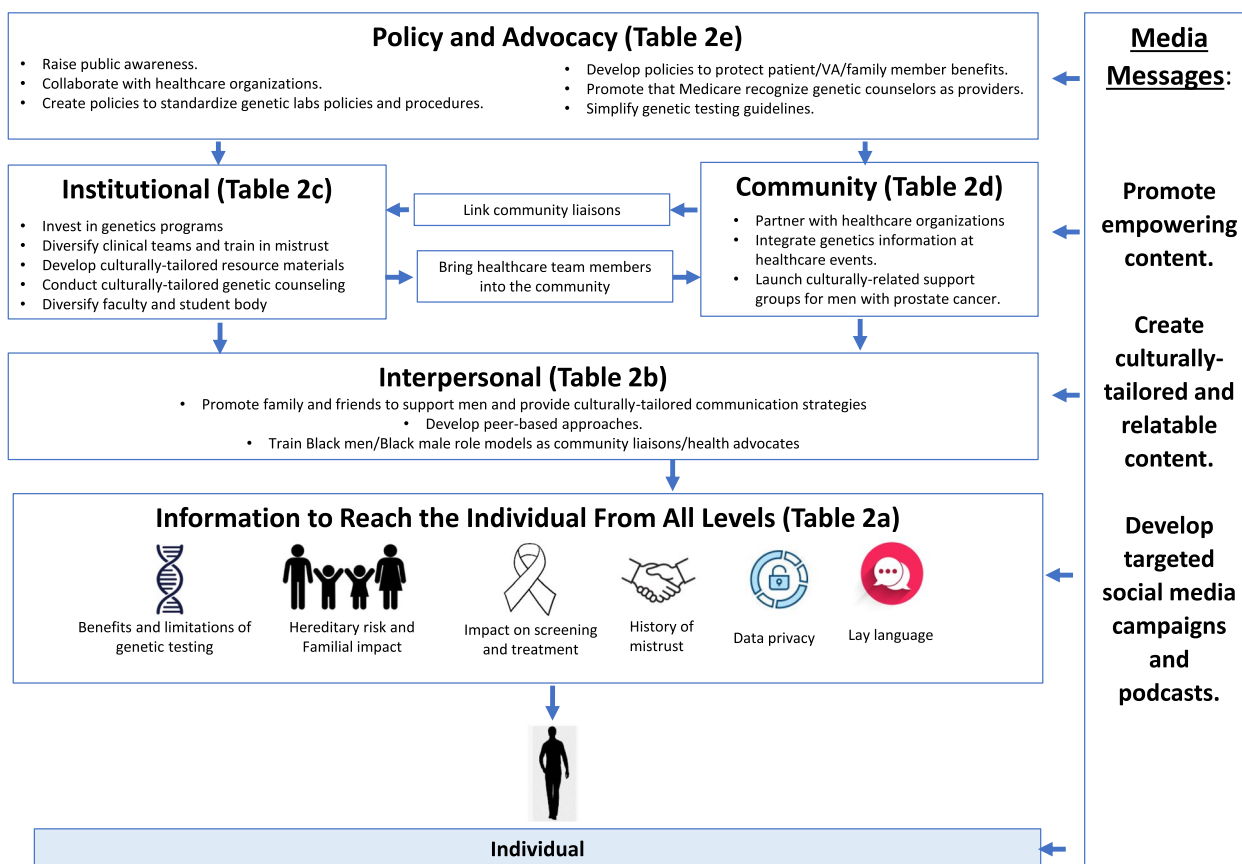 Policy and Advocacy (Table 2e)
• Raise public awareness.
• Collaborate with healthcare organizations.
• Create policies to standardize genetic labs policies and procedures.
• Develop policies to protect patient/VA/family member benefits.
• Promote that Medicare recognize genetic counselors as providers.
• Simplify genetic testing guidelines.
Institutional (Table 2c)
• Invest in genetics programs
• Diversify clinical teams and train in mistrust
• Develop culturally-tailored resource materials
• Conduct culturally-tailored genetic counseling
• Diversify faculty and student body
Link community liaisons
Bring healthcare team members
into the community
Community (Table 2d)
• Partner with healthcare organizations
• Integrate genetics information at
healthcare events.
• Launch culturally-related support
groups for men with prostate cancer.
Interpersonal (Table 2b)
• Promote family and friends to support men and provide culturally-tailored communication strategies
• Develop peer-based approaches.
• Train Black men/Black male role models as community liaisons/health advocates
Information to Reach the Individual From All Levels (Table 2a)
Benefits and limitations of
genetic testing
Hereditary risk and
Familial impact
Impact on screening
and treatment
History of
mistrust
Data privacy
Lay language
Individual
Media
Messages:
Promote
empowering
content.
Create
culturally-
tailored and
relatable
content.
Develop
targeted
social media
campaigns
and
podcasts.